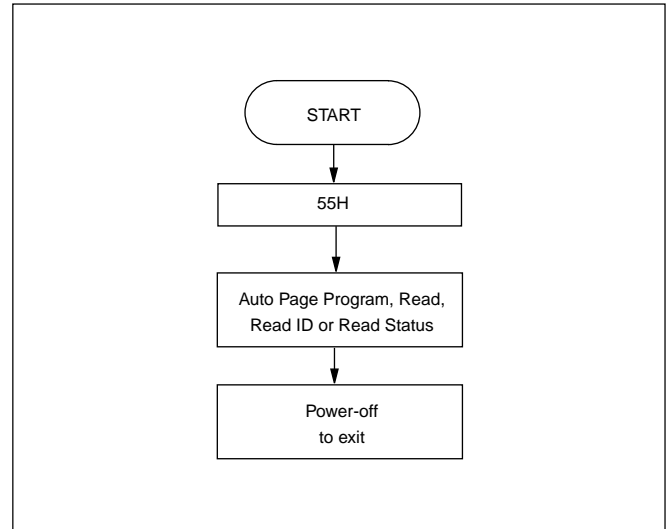 START
55H
Auto Page Program, Read,
Read ID or Read Status
Power-off
to exit